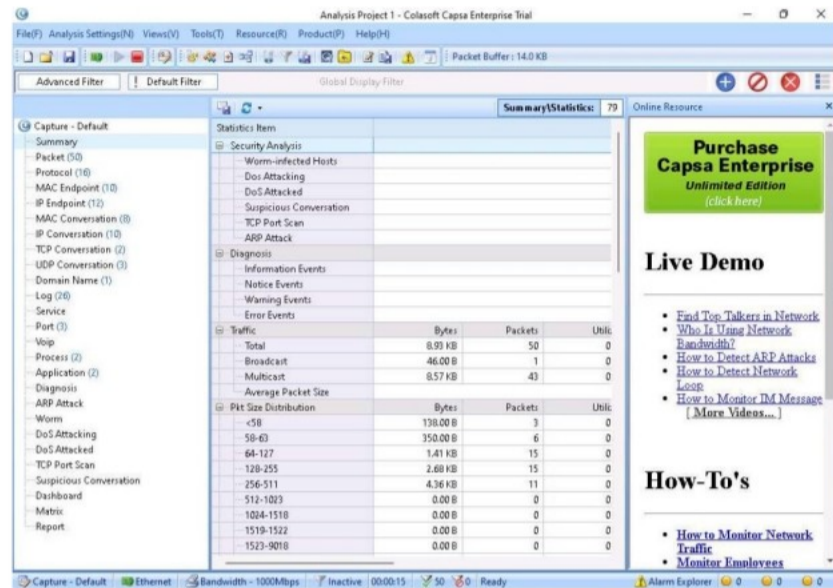 Analysis Project 1 - Colasoft Capsa Enterprise Trial
File(F) Analysis Settings(N) Views(V) Tools(T) Resource(R) Product(P) Help(H)
Packet Buffer : 14.0 KB
Advanced Filter ! Default Filter Global Display Filter
Summary\Statistics: 79
Online Resource
Capture - Default
Summary
Packet (50)
Protocol (16)
MAC Endpoint (10)
IP Endpoint (12)
MAC Conversation (8)
IP Conversation (10)
TCP Conversation (2)
UDP Conversation (3)
Domain Name (1)
Log (26)
Service
Port (3)
Voip
Process (2)
Application (2)
Diagnosis
ARP Attack
Worm
DoS Attacking
DoS Attacked
TCP Port Scan
Suspicious Conversation
Dashboard
Matrix
Report
Statistics Item
Security Analysis
Worm-infected Hosts
Dos Attacking
DoS Attacked
Suspicious Conversation
TCP Port Scan
ARP Attack
Diagnosis
Information Events
Notice Events
Warning Events
Error Events
Traffic Bytes Packets Utilic
Total 8.93 KB 50 0
Broadcast 46.00 B 1 0
Multicast 8.57 KB 43 0
Average Packet Size
Pkt Size Distribution Bytes Packets Utilic
<58 138.00 B 3 0
58-63 350.00 B 6 0
64-127 1.41 KB 15 0
128-255 2.68 KB 15 0
256-511 4.36 KB 11 0
512-1023 0.00 B 0 0
1024-1518 0.00 B 0 0
1519-1522 0.00 B 0 0
1523-9018 0.00 B 0 0
Purchase
Capsa Enterprise
Unlimited Edition
(click here)
Live Demo
Find Top Talkers in Network
Who Is Using Network
Bandwidth?
How to Detect ARP Attacks
How to Detect Network
Loop
How to Monitor IM Message
[ More Videos... ]
How-To's
How to Monitor Network
Traffic
Monitor Employees
Capture - Default Ethernet Bandwidth - 1000Mbps Inactive 00:00:15 50 0 Ready Alarm Explorer 0 0 0